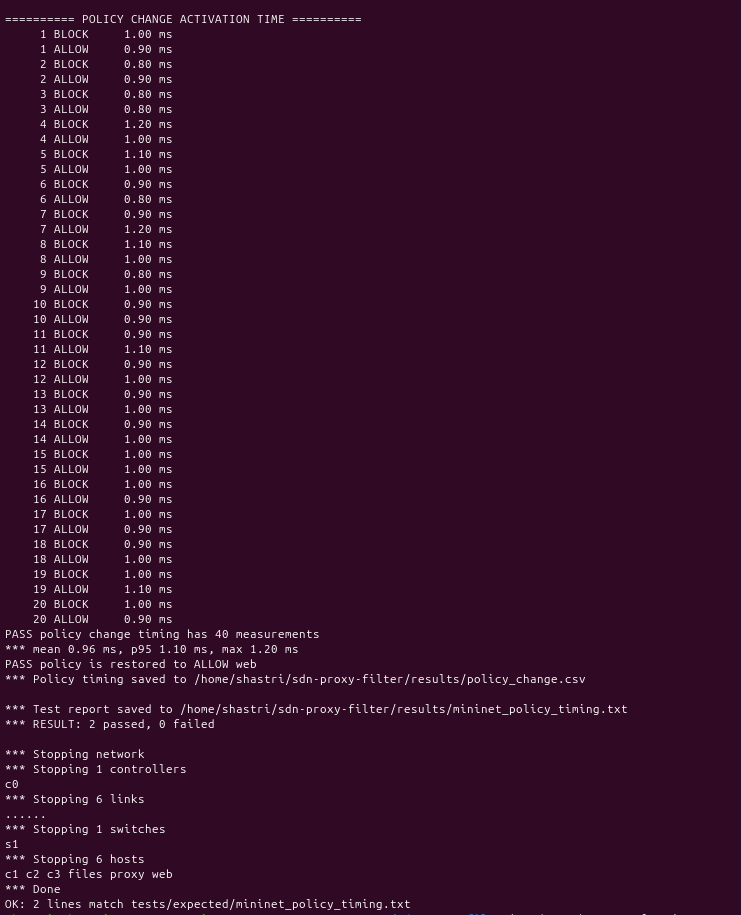 ========== POLICY CHANGE ACTIVATION TIME ==========
     1 BLOCK     1.00 ms
     1 ALLOW     0.90 ms
     2 BLOCK     0.80 ms
     2 ALLOW     0.90 ms
     3 BLOCK     0.80 ms
     3 ALLOW     0.80 ms
     4 BLOCK     1.20 ms
     4 ALLOW     1.00 ms
     5 BLOCK     1.10 ms
     5 ALLOW     1.00 ms
     6 BLOCK     0.90 ms
     6 ALLOW     0.80 ms
     7 BLOCK     0.90 ms
     7 ALLOW     1.20 ms
     8 BLOCK     1.10 ms
     8 ALLOW     1.00 ms
     9 BLOCK     0.80 ms
     9 ALLOW     1.00 ms
    10 BLOCK     0.90 ms
    10 ALLOW     0.90 ms
    11 BLOCK     0.90 ms
    11 ALLOW     1.10 ms
    12 BLOCK     0.90 ms
    12 ALLOW     1.00 ms
    13 BLOCK     0.90 ms
    13 ALLOW     1.00 ms
    14 BLOCK     0.90 ms
    14 ALLOW     1.00 ms
    15 BLOCK     1.00 ms
    15 ALLOW     1.00 ms
    16 BLOCK     1.00 ms
    16 ALLOW     0.90 ms
    17 BLOCK     1.00 ms
    17 ALLOW     0.90 ms
    18 BLOCK     0.90 ms
    18 ALLOW     1.00 ms
    19 BLOCK     1.00 ms
    19 ALLOW     1.10 ms
    20 BLOCK     1.00 ms
    20 ALLOW     0.90 ms
PASS policy change timing has 40 measurements
*** mean 0.96 ms, p95 1.10 ms, max 1.20 ms
PASS policy is restored to ALLOW web
*** Policy timing saved to /home/shastri/sdn-proxy-filter/results/policy_change.csv

*** Test report saved to /home/shastri/sdn-proxy-filter/results/mininet_policy_timing.txt
*** RESULT: 2 passed, 0 failed

*** Stopping network
*** Stopping 1 controllers
c0
*** Stopping 6 links
......
*** Stopping 1 switches
s1
*** Stopping 6 hosts
c1 c2 c3 files proxy web
*** Done
OK: 2 lines match tests/expected/mininet_policy_timing.txt